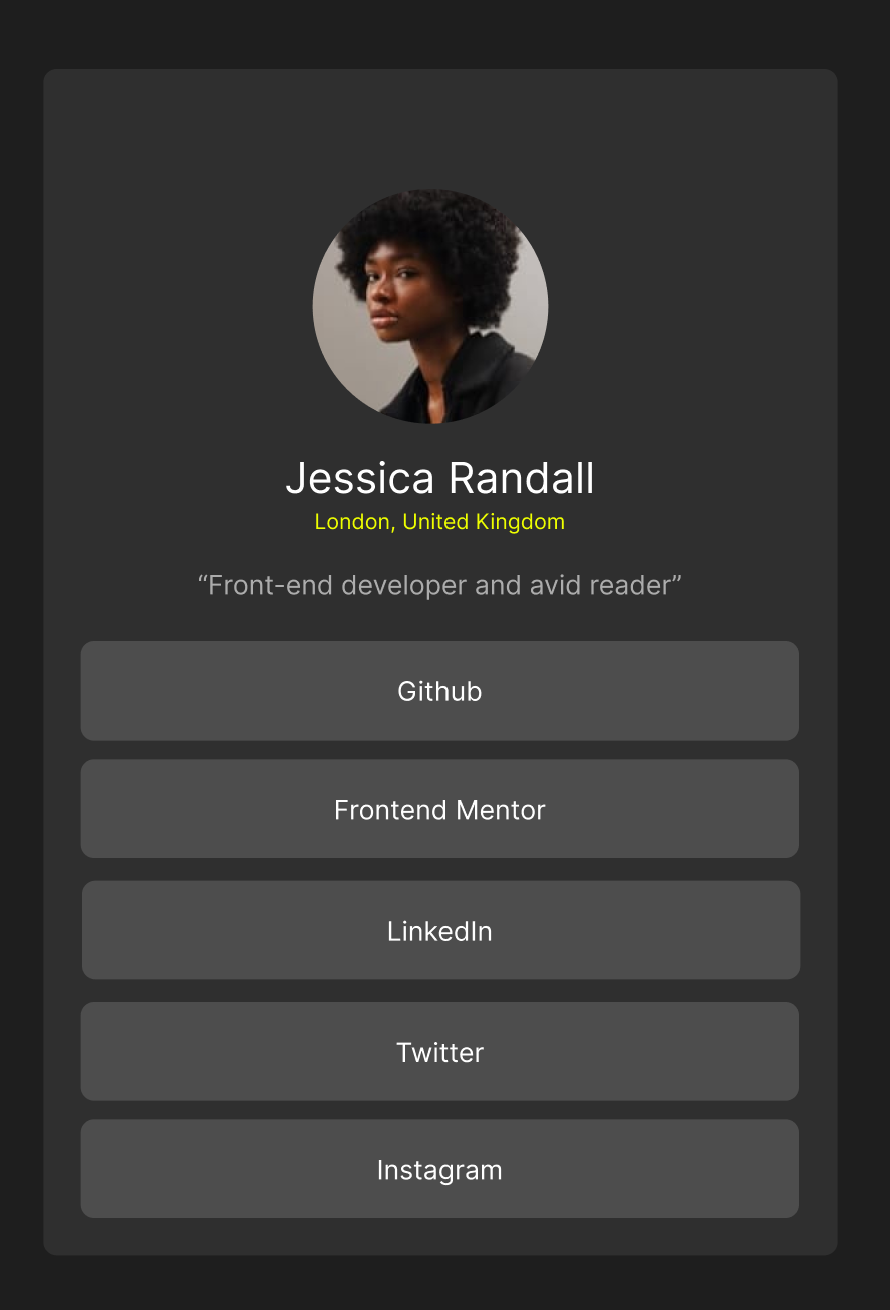 Jessica Randall
London, United Kingdom
“Front-end developer and avid reader”
Github
Frontend Mentor
LinkedIn
Twitter
Instagram